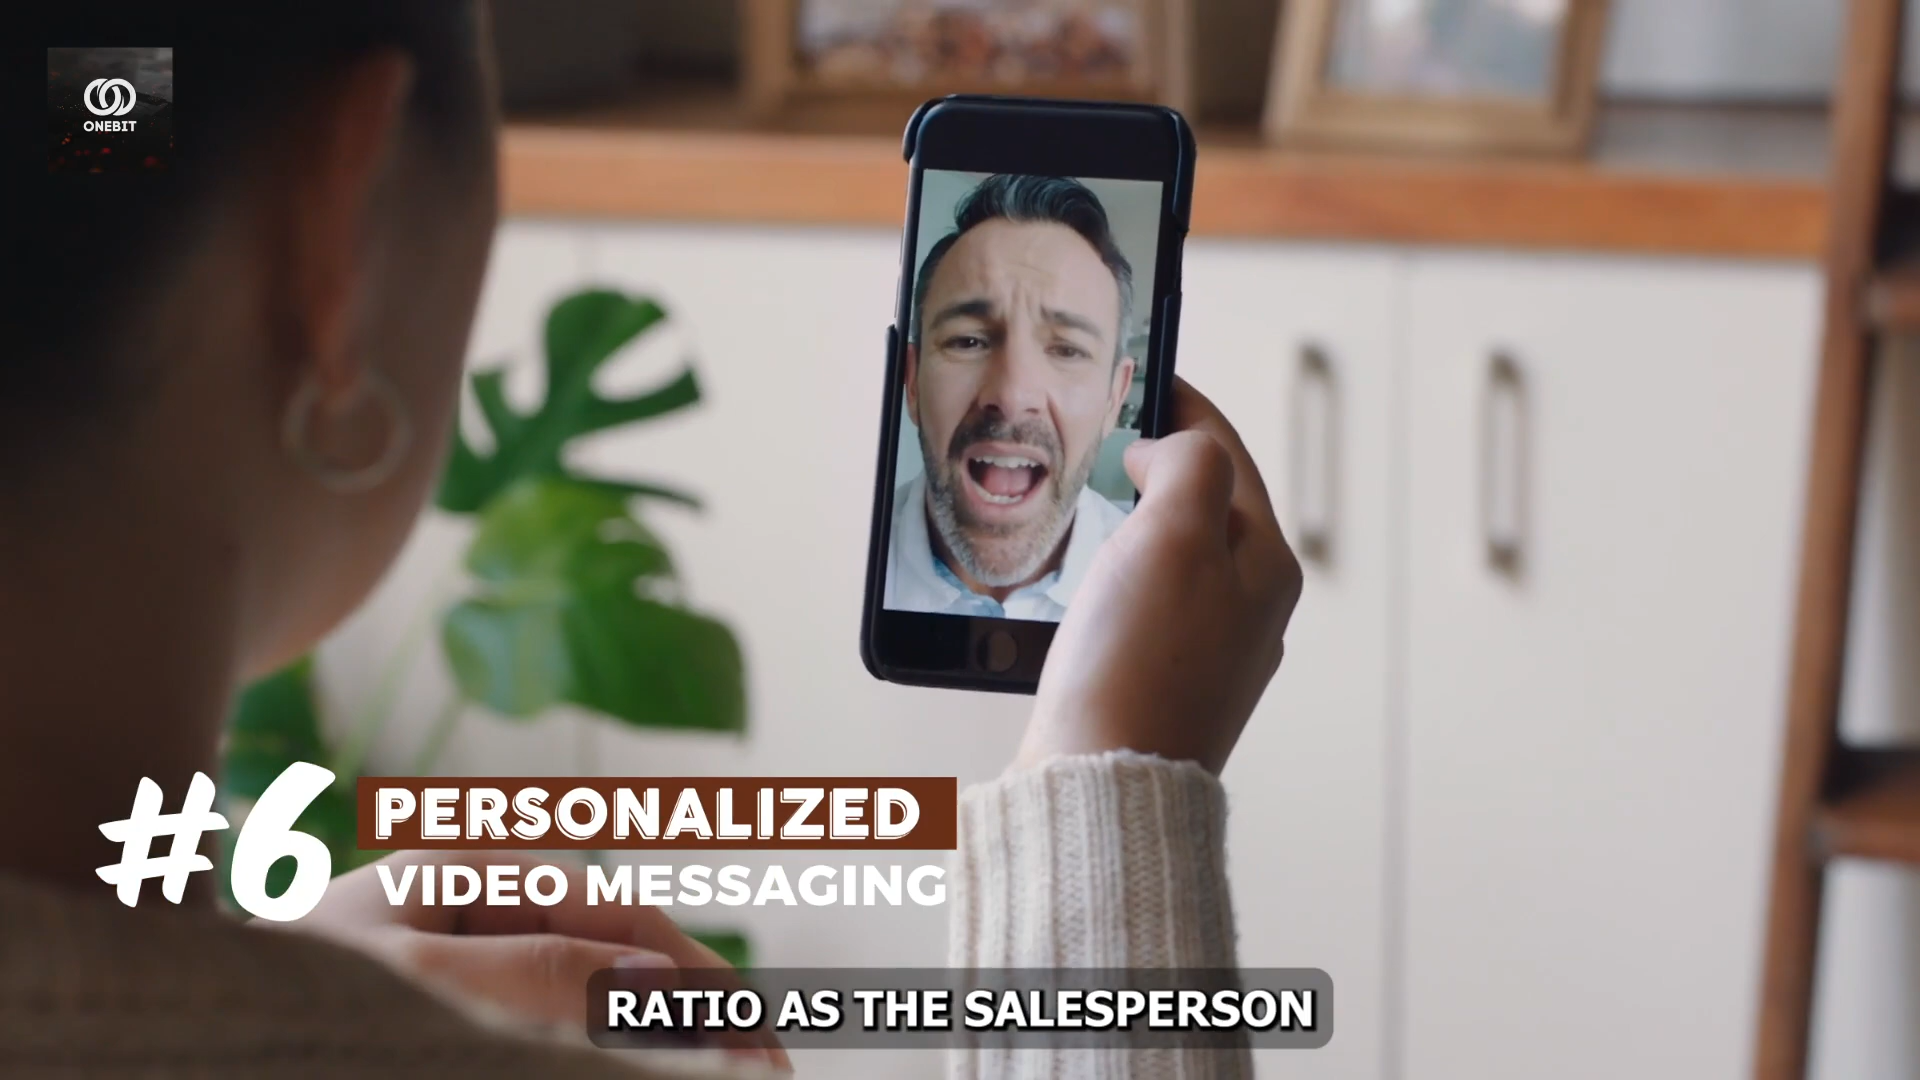 ONEBIT
#6 PERSONALIZED
VIDEO MESSAGING
RATIO AS THE SALESPERSON